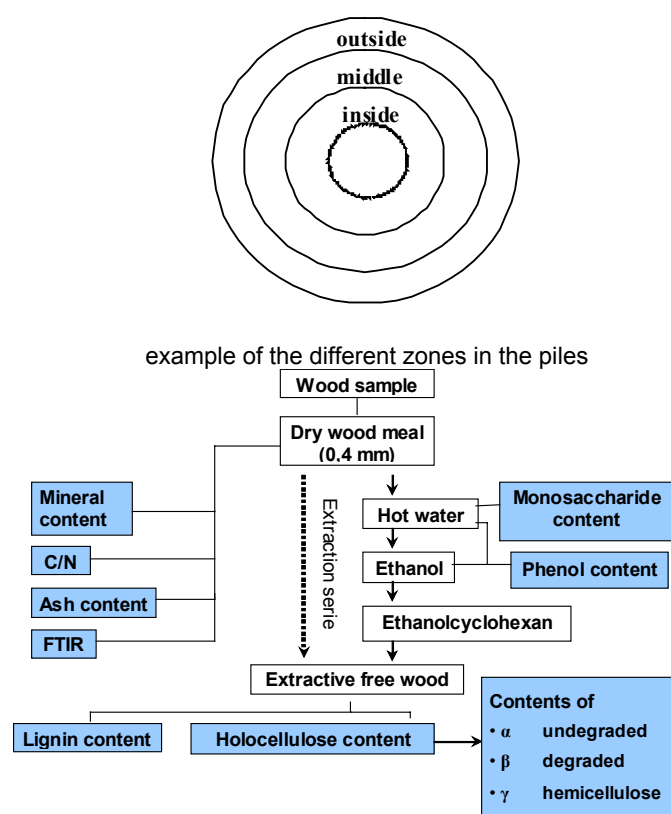 outside
middle
inside
example of the different zones in the piles
Wood sample
Dry wood meal
(0,4 mm)
Mineral
content
C/N
Ash content
FTIR
Extraction serie
Hot water
Monosaccharide
content
Ethanol
Phenol content
Ethanolcyclohexan
Extractive free wood
Lignin content
Holocellulose content
Contents of
• α undegraded
• β degraded
• γ hemicellulose